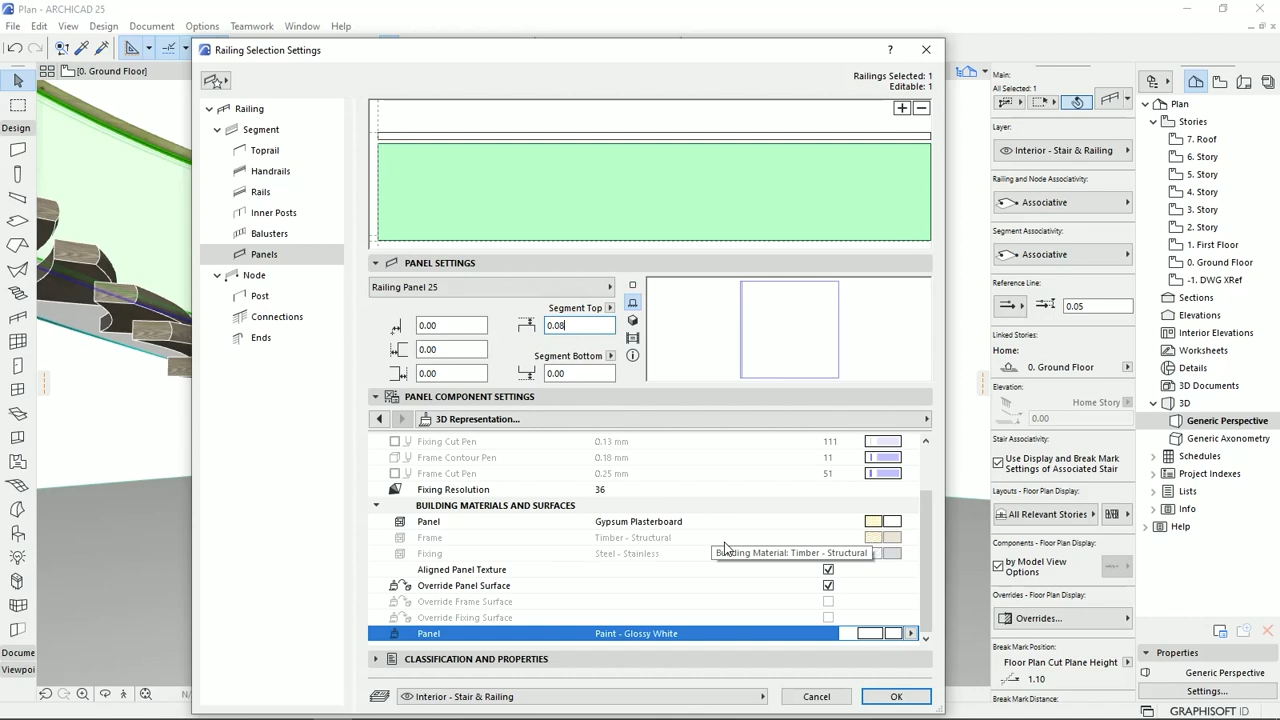 Plan - ARCHICAD 25
File Edit View Design Document Options Teamwork Window Help
[0. Ground Floor]
Design
Docume
Viewpoi
Railing Selection Settings
?
Railings Selected: 1
Editable: 1
Railing
Segment
Toprail
Handrails
Rails
Inner Posts
Balusters
Panels
Node
Post
Connections
Ends
PANEL SETTINGS
Railing Panel 25
Segment Top
0.00
0.08
0.00
Segment Bottom
0.00
0.00
PANEL COMPONENT SETTINGS
3D Representation...
Fixing Cut Pen 0.13 mm 111
Frame Contour Pen 0.18 mm 11
Frame Cut Pen 0.25 mm 51
Fixing Resolution 36
BUILDING MATERIALS AND SURFACES
Panel Gypsum Plasterboard
Frame Timber - Structural
Fixing Steel - Stainless
Building Material: Timber - Structural
Aligned Panel Texture
Override Panel Surface
Override Frame Surface
Override Fixing Surface
Panel Paint - Glossy White
CLASSIFICATION AND PROPERTIES
Interior - Stair & Railing
Cancel
OK
Main:
All Selected: 1
Layer:
Interior - Stair & Railing
Railing and Node Associativity:
Associative
Segment Associativity:
Associative
Reference Line:
0.05
Linked Stories:
Home:
0. Ground Floor
Elevation:
Home Story
0.00
Stair Associativity:
Use Display and Break Mark
Settings of Associated Stair
Layouts - Floor Plan Display:
All Relevant Stories
Components - Floor Plan Display:
by Model View
Options
Overrides - Floor Plan Display:
Overrides...
Break Mark Position:
Floor Plan Cut Plane Height
1.10
Break Mark Distance:
Plan
Stories
7. Roof
6. Story
5. Story
4. Story
3. Story
2. Story
1. First Floor
0. Ground Floor
-1. DWG XRef
Sections
Elevations
Interior Elevations
Worksheets
Details
3D Documents
3D
Generic Perspective
Generic Axonometry
Schedules
Project Indexes
Lists
Info
Help
Properties
Generic Perspective
Settings...
GRAPHISOFT ID